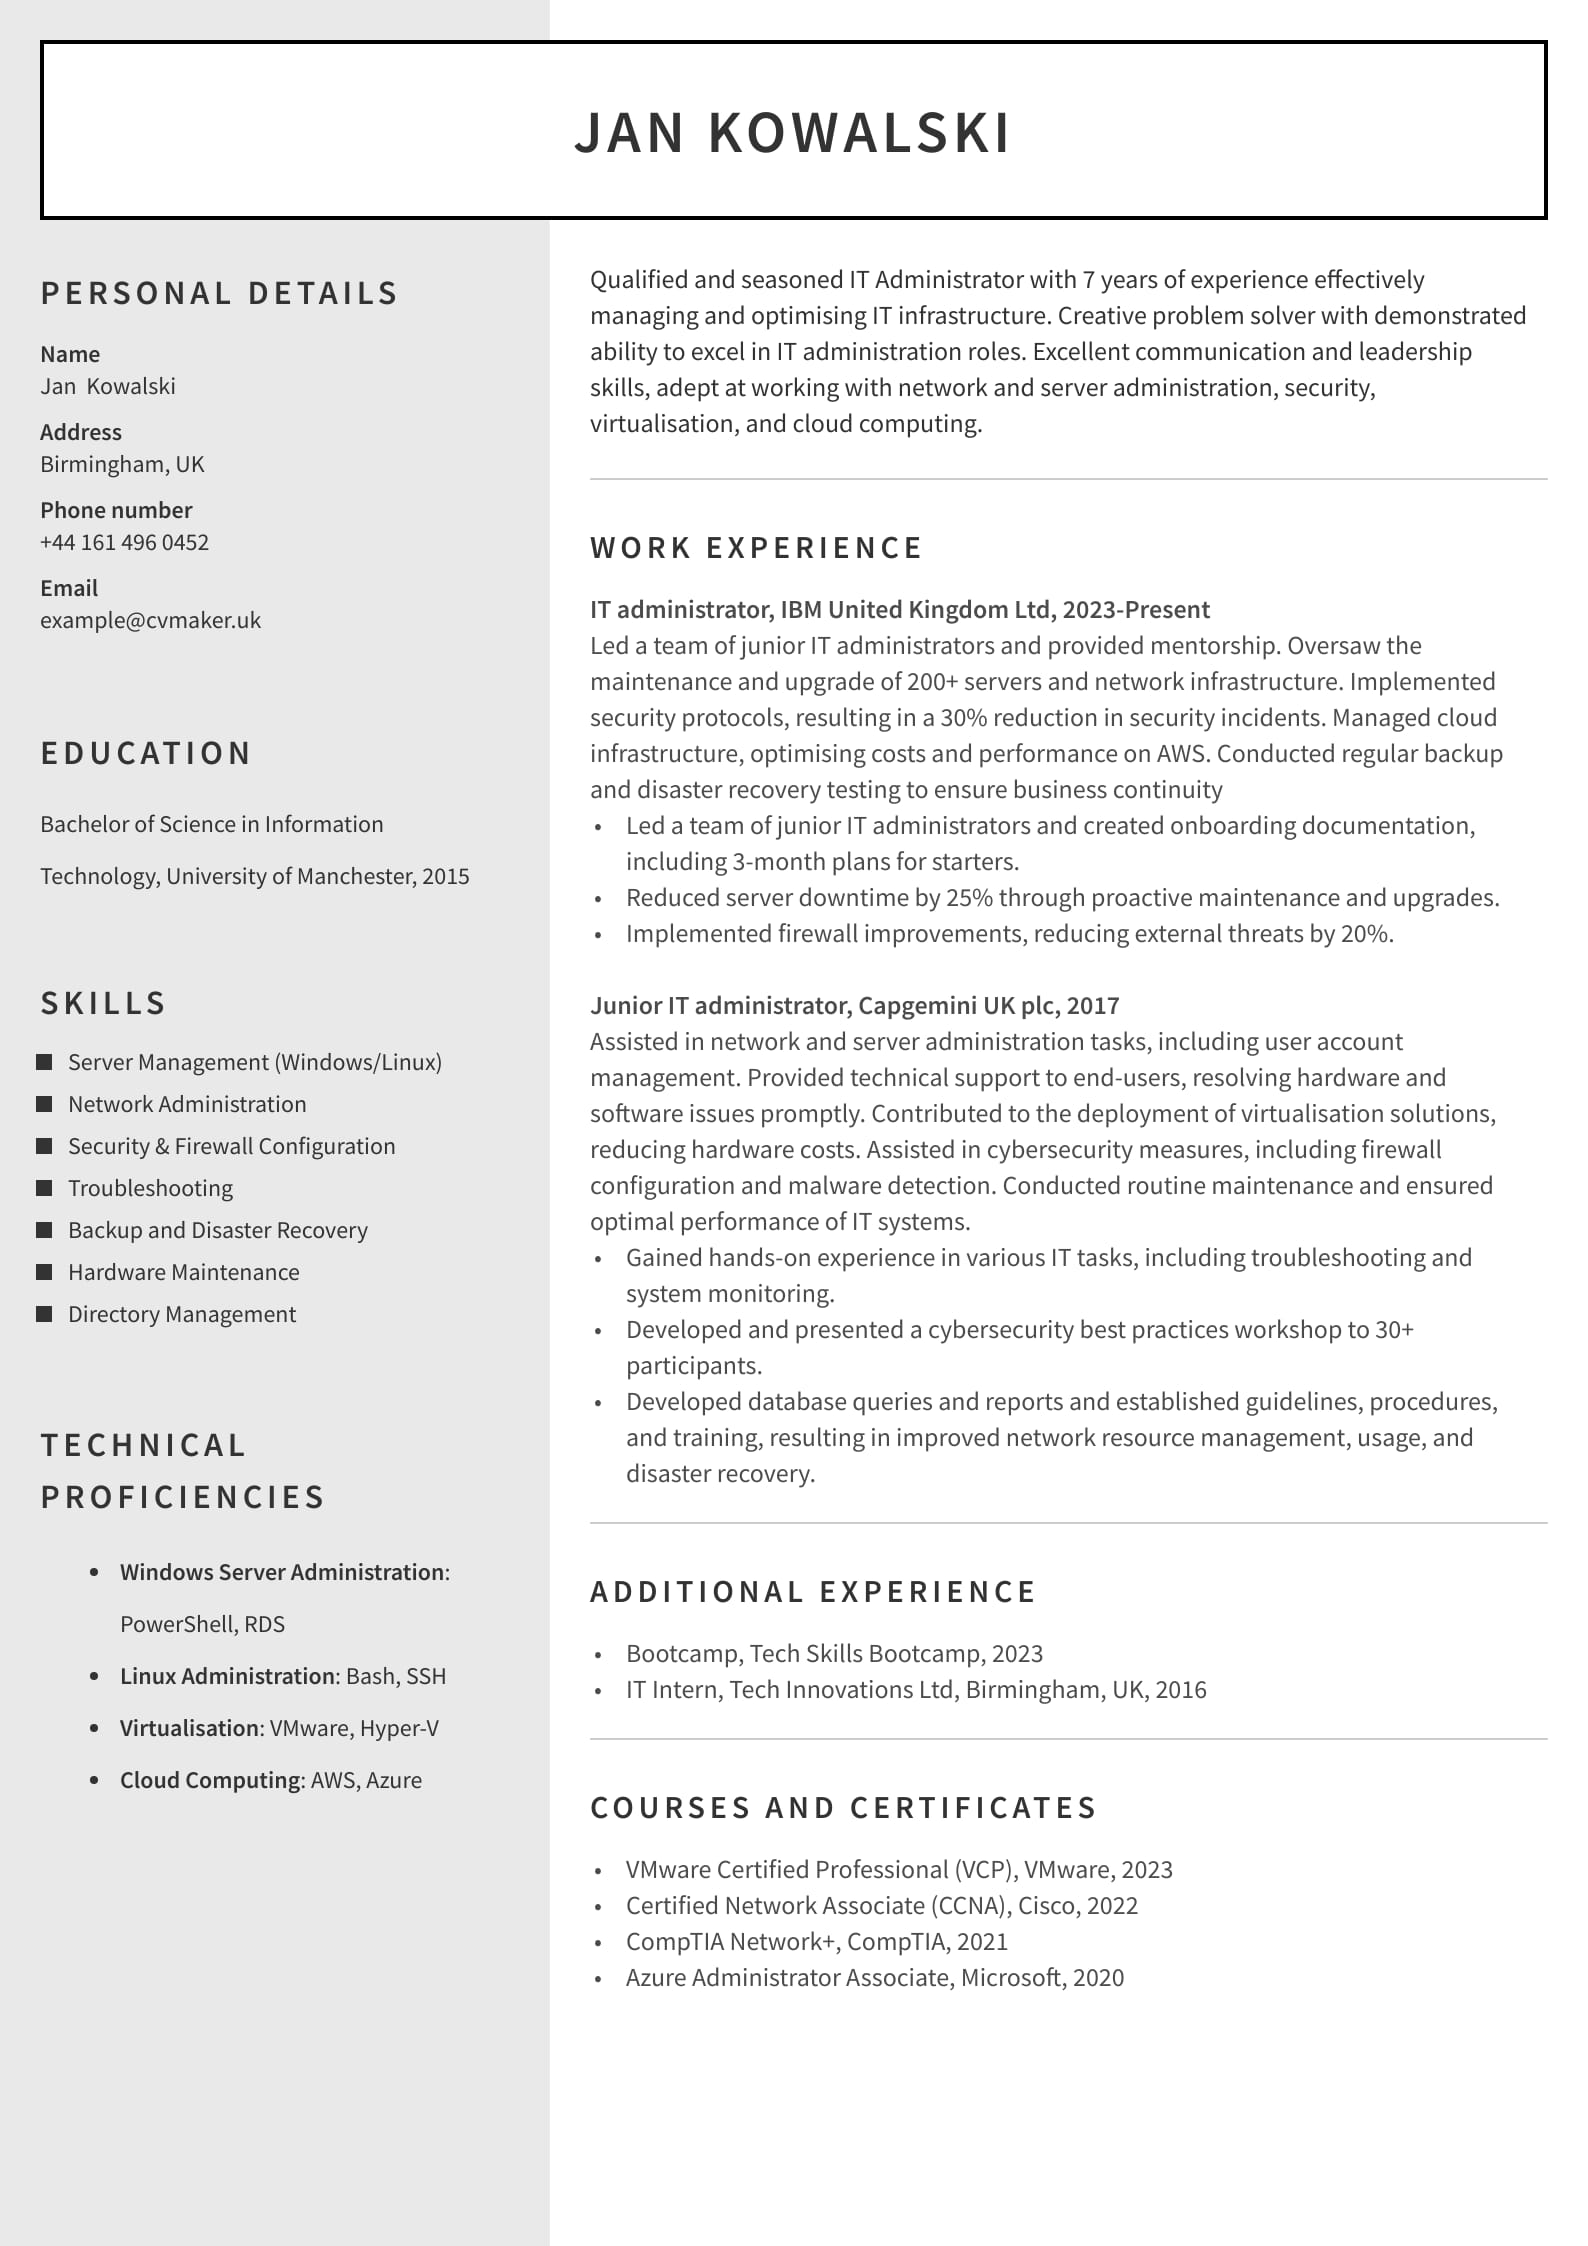 JAN KOWALSKI
PERSONAL DETAILS
Name
Jan  Kowalski
Address
Birmingham, UK
Phone number
+44 161 496 0452
Email
example@cvmaker.uk
EDUCATION
Bachelor of Science in Information
Technology, University of Manchester, 2015
SKILLS
Server Management (Windows/Linux)
Network Administration
Security & Firewall Configuration
Troubleshooting
Backup and Disaster Recovery
Hardware Maintenance
Directory Management
TECHNICAL
PROFICIENCIES
• Windows Server Administration:
PowerShell, RDS
• Linux Administration: Bash, SSH
• Virtualisation: VMware, Hyper-V
• Cloud Computing: AWS, Azure
Qualified and seasoned IT Administrator with 7 years of experience effectively
managing and optimising IT infrastructure. Creative problem solver with demonstrated
ability to excel in IT administration roles. Excellent communication and leadership
skills, adept at working with network and server administration, security,
virtualisation, and cloud computing.
WORK EXPERIENCE
IT administrator, IBM United Kingdom Ltd, 2023-Present
Led a team of junior IT administrators and provided mentorship. Oversaw the
maintenance and upgrade of 200+ servers and network infrastructure. Implemented
security protocols, resulting in a 30% reduction in security incidents. Managed cloud
infrastructure, optimising costs and performance on AWS. Conducted regular backup
and disaster recovery testing to ensure business continuity
• Led a team of junior IT administrators and created onboarding documentation,
including 3-month plans for starters.
• Reduced server downtime by 25% through proactive maintenance and upgrades.
• Implemented firewall improvements, reducing external threats by 20%.
Junior IT administrator, Capgemini UK plc, 2017
Assisted in network and server administration tasks, including user account
management. Provided technical support to end-users, resolving hardware and
software issues promptly. Contributed to the deployment of virtualisation solutions,
reducing hardware costs. Assisted in cybersecurity measures, including firewall
configuration and malware detection. Conducted routine maintenance and ensured
optimal performance of IT systems.
• Gained hands-on experience in various IT tasks, including troubleshooting and
system monitoring.
• Developed and presented a cybersecurity best practices workshop to 30+
participants.
• Developed database queries and reports and established guidelines, procedures,
and training, resulting in improved network resource management, usage, and
disaster recovery.
ADDITIONAL EXPERIENCE
• Bootcamp, Tech Skills Bootcamp, 2023
• IT Intern, Tech Innovations Ltd, Birmingham, UK, 2016
COURSES AND CERTIFICATES
• VMware Certified Professional (VCP), VMware, 2023
• Certified Network Associate (CCNA), Cisco, 2022
• CompTIA Network+, CompTIA, 2021
• Azure Administrator Associate, Microsoft, 2020